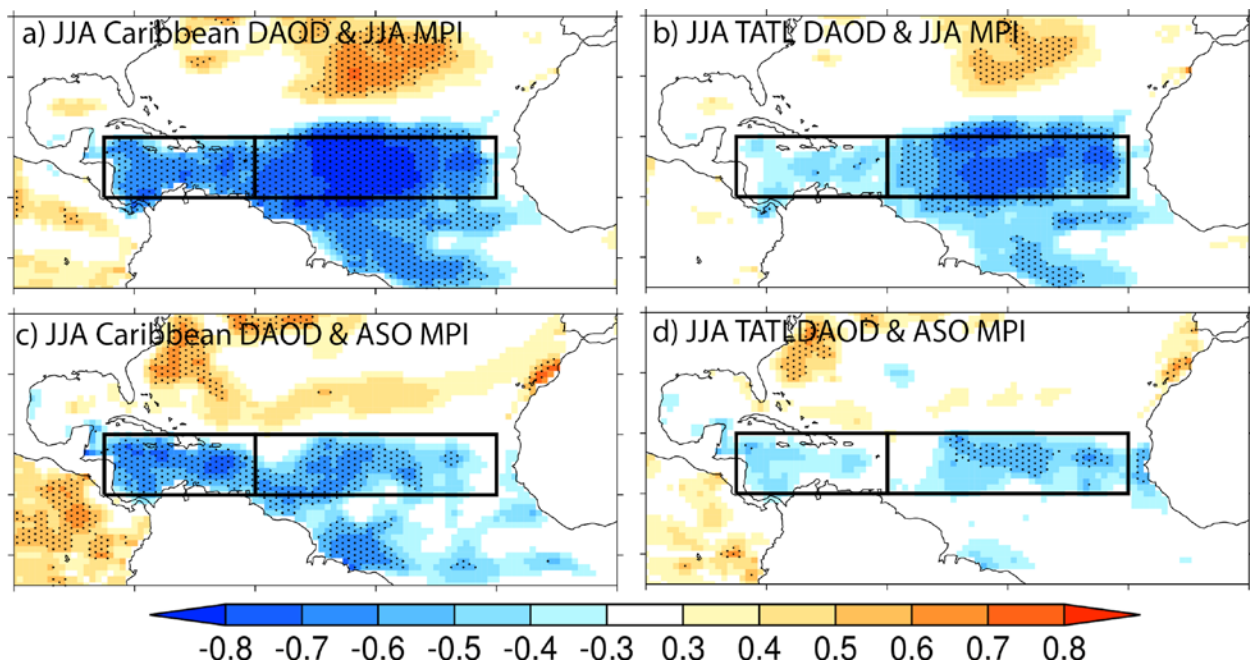 a) JJA Caribbean DAOD & JJA MPI
b) JJA TATL DAOD & JJA MPI
c) JJA Caribbean DAOD & ASO MPI
d) JJA TATLDAOD & ASO MPI
-0.8 -0.7 -0.6 -0.5 -0.4 -0.3 0.3 0.4 0.5 0.6 0.7 0.8